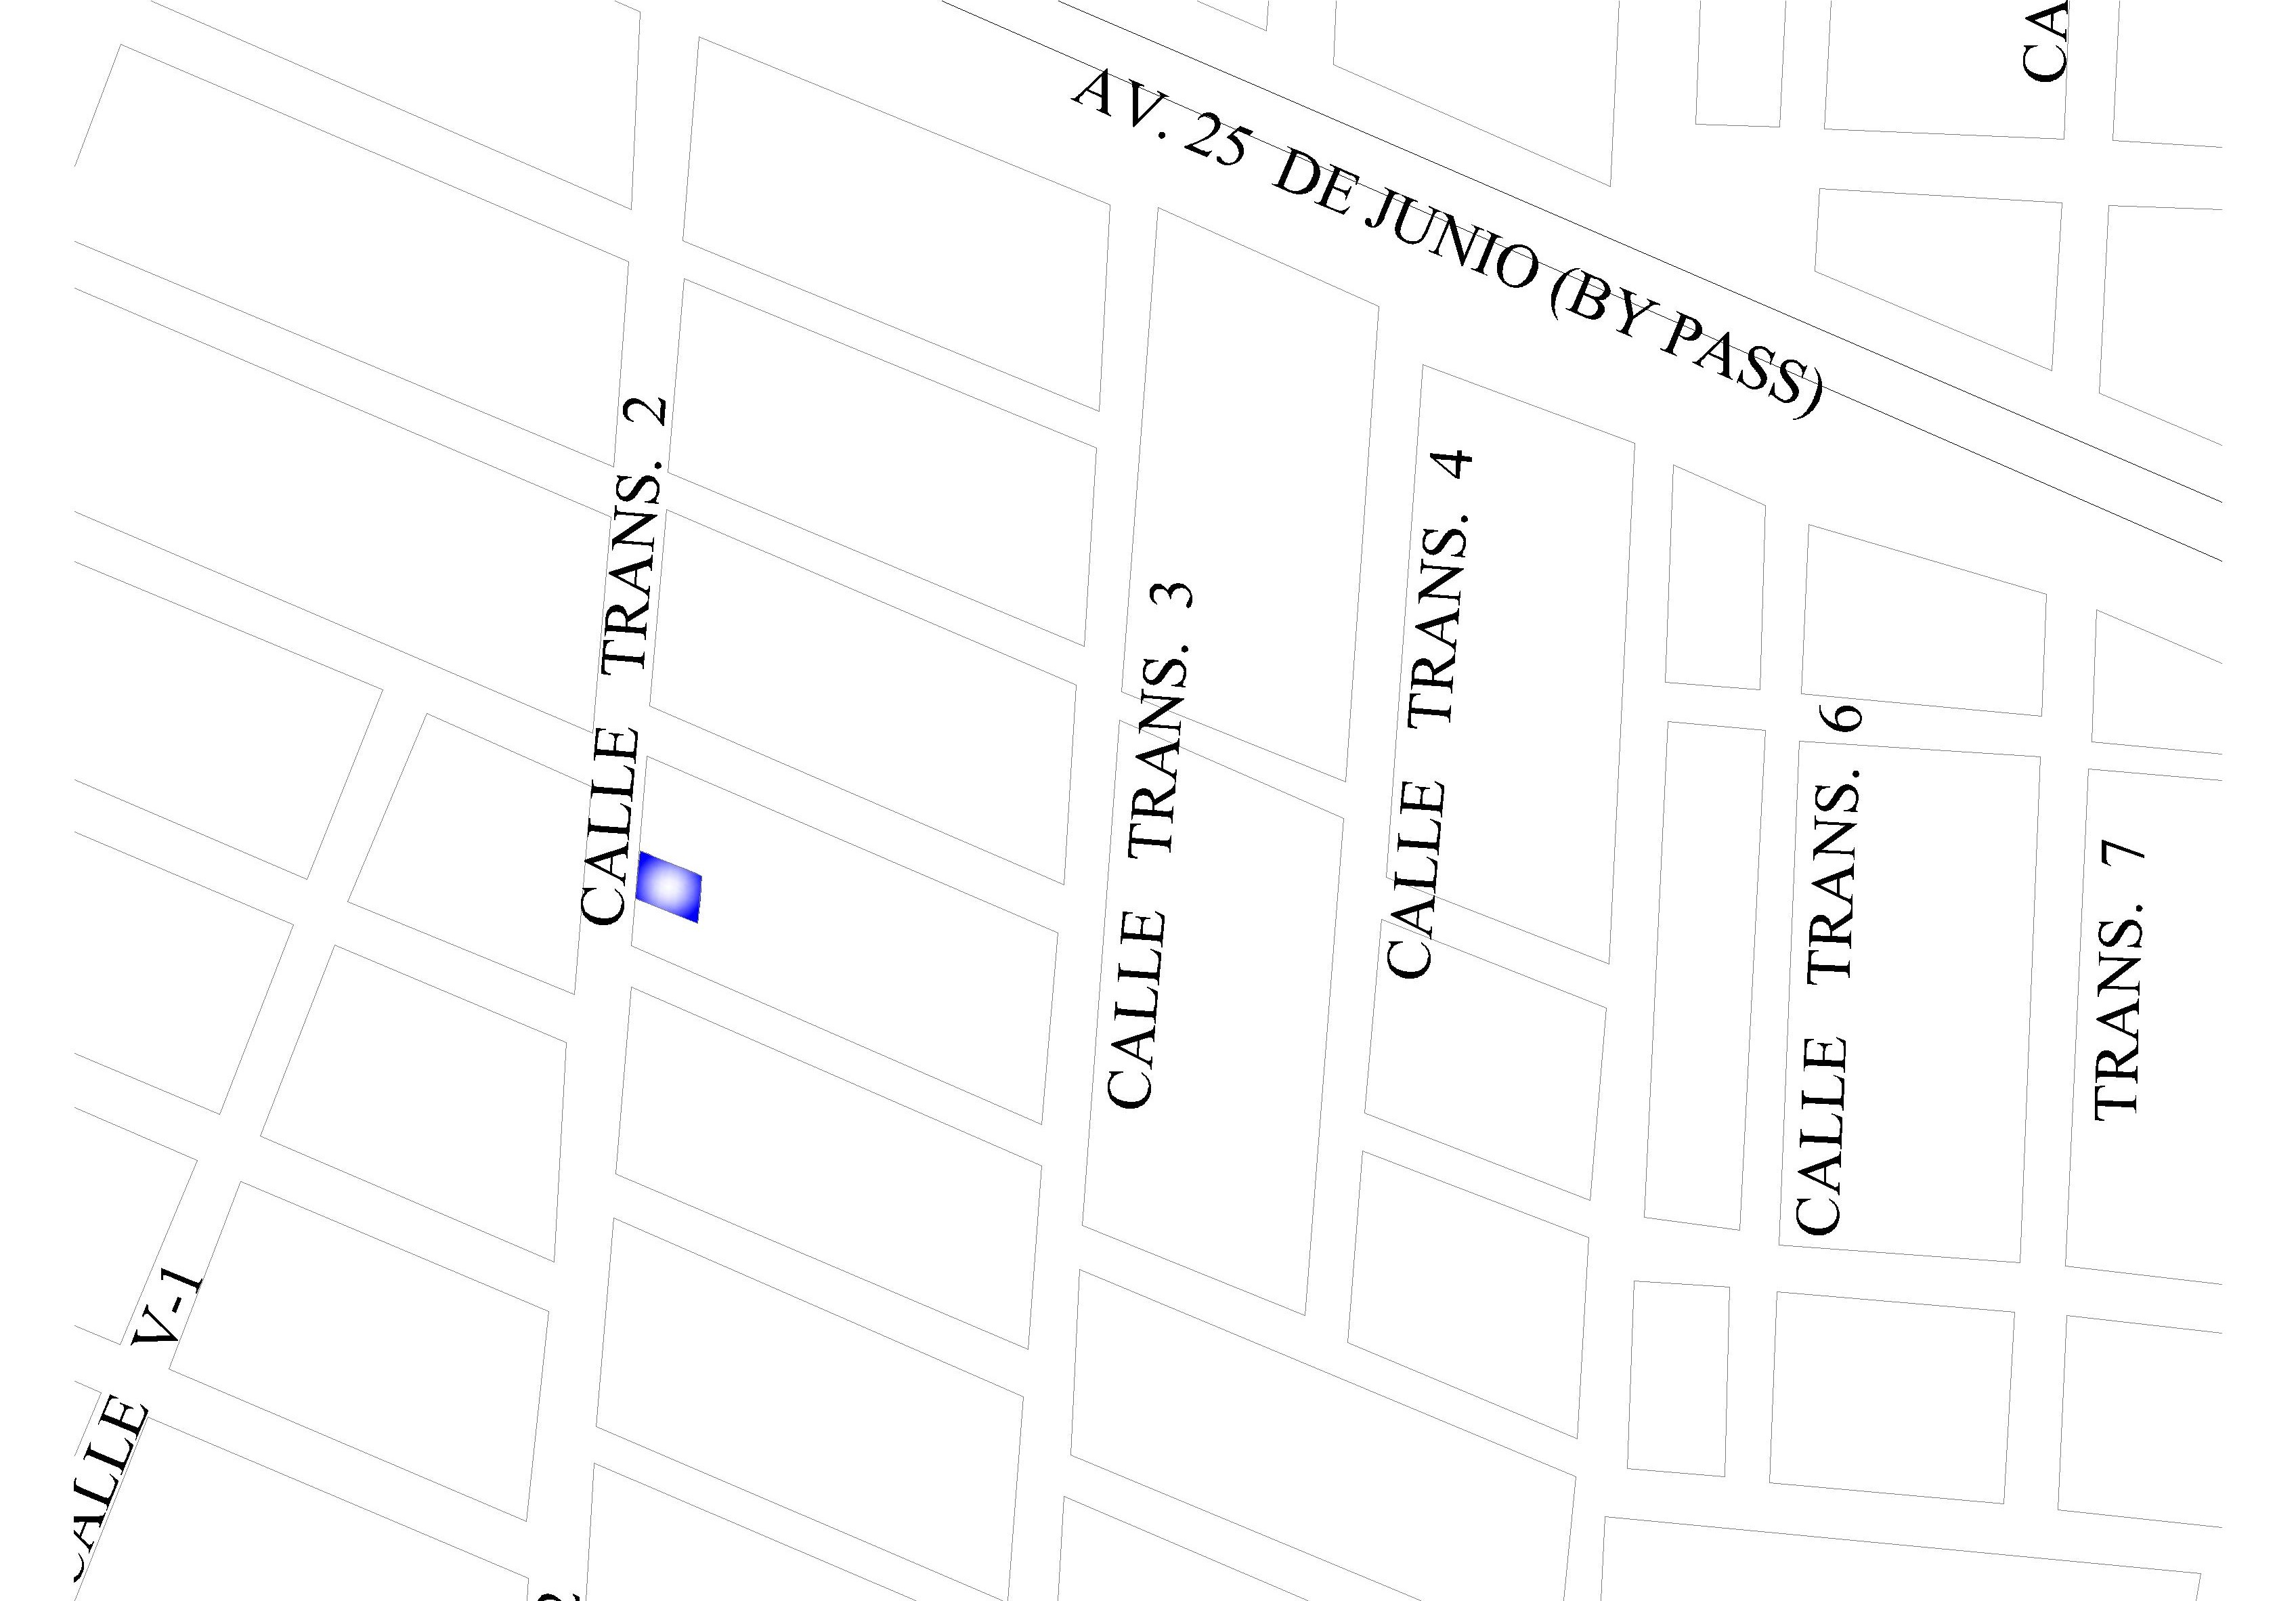 CA
AV. 25 DE JUNIO (BY PASS)
CALLE TRANS. 2
CALLE TRANS. 3
CALLE TRANS. 4
CALLE TRANS. 6
TRANS. 7
CALLE V-1